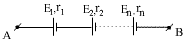 E₁,r₁ E₂,r₂ Eₙ,rₙ
A B